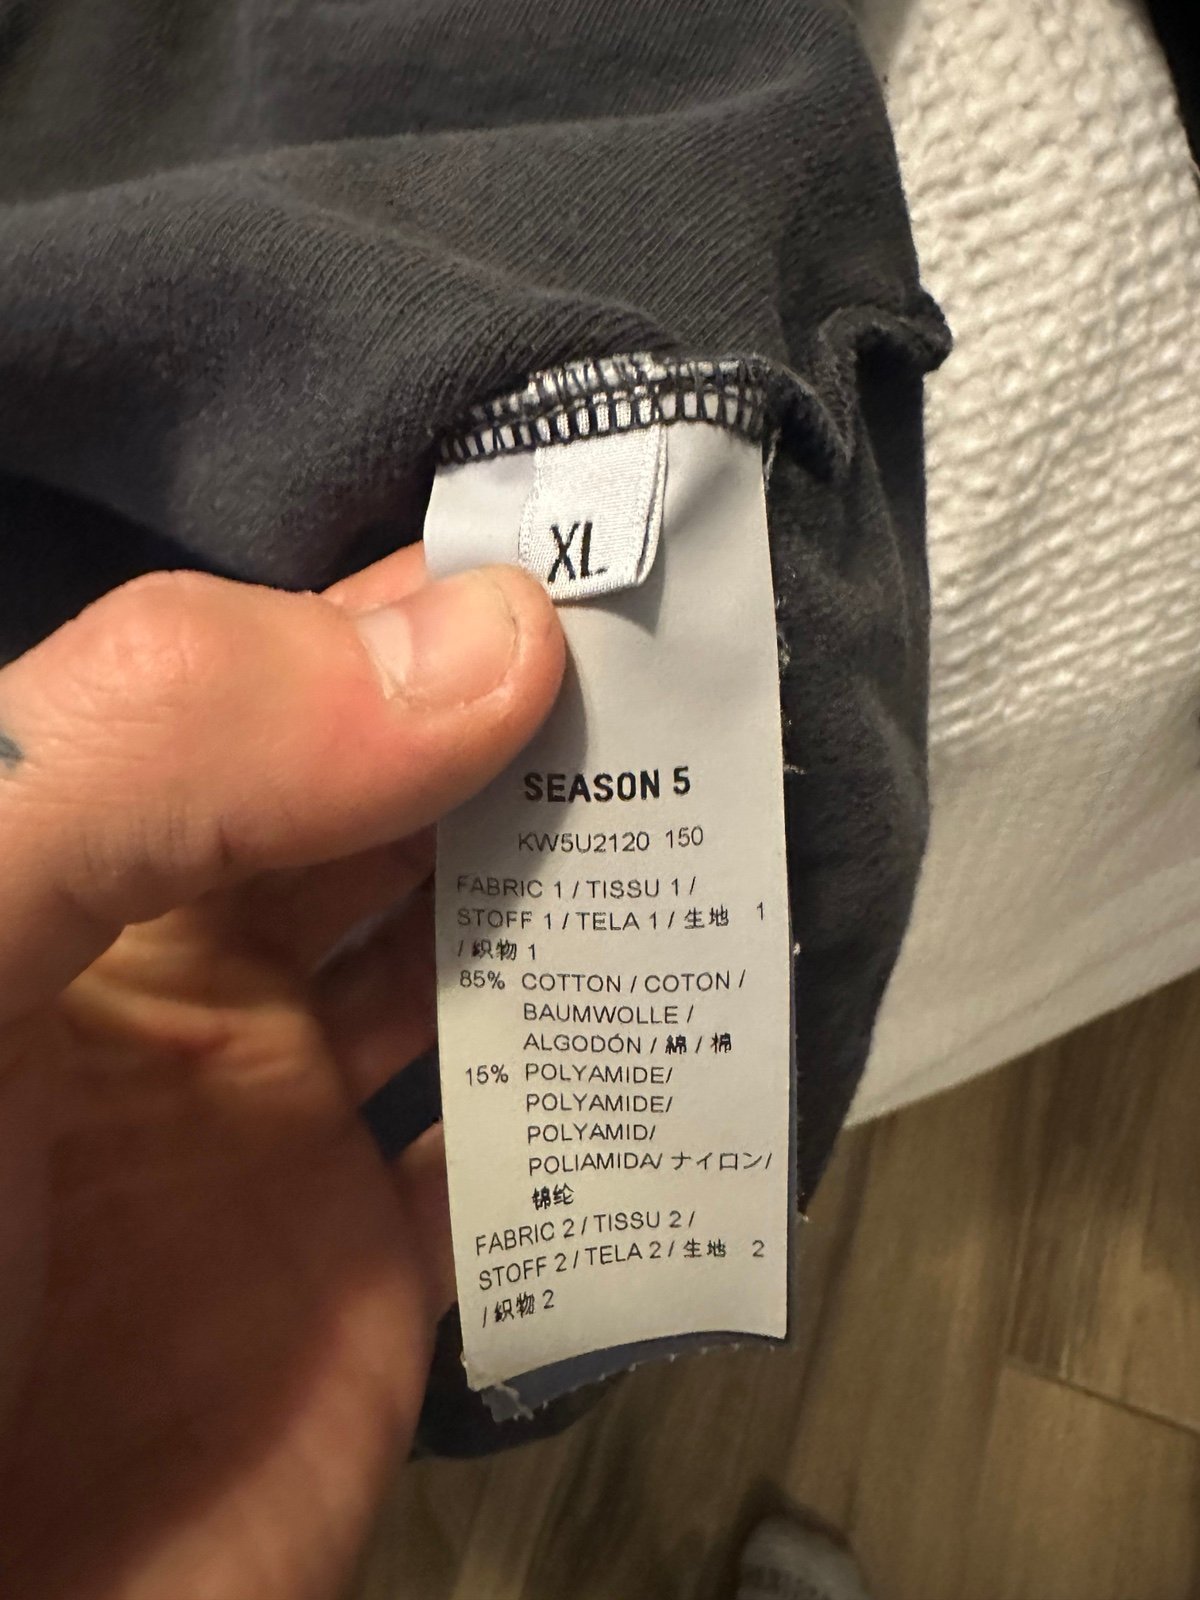 XL
SEASON 5
KW5U2120 150
FABRIC 1 / TISSU 1 /
STOFF 1 / TELA 1 / 生地 1
/ 织物 1
85% COTTON / COTON /
BAUMWOLLE /
ALGODÓN / 綿 / 棉
15% POLYAMIDE/
POLYAMIDE/
POLYAMID/
POLIAMIDA/ ナイロン/
锦纶
FABRIC 2 / TISSU 2 /
STOFF 2 / TELA 2 / 生地 2
/ 织物 2